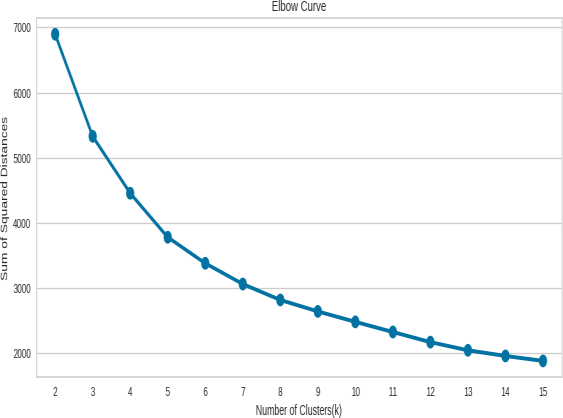 Elbow Curve
7000
6000
5000
4000
3000
2000
Sum of Squared Distances
2 3 4 5 6 7 8 9 10 11 12 13 14 15
Number of Clusters(k)